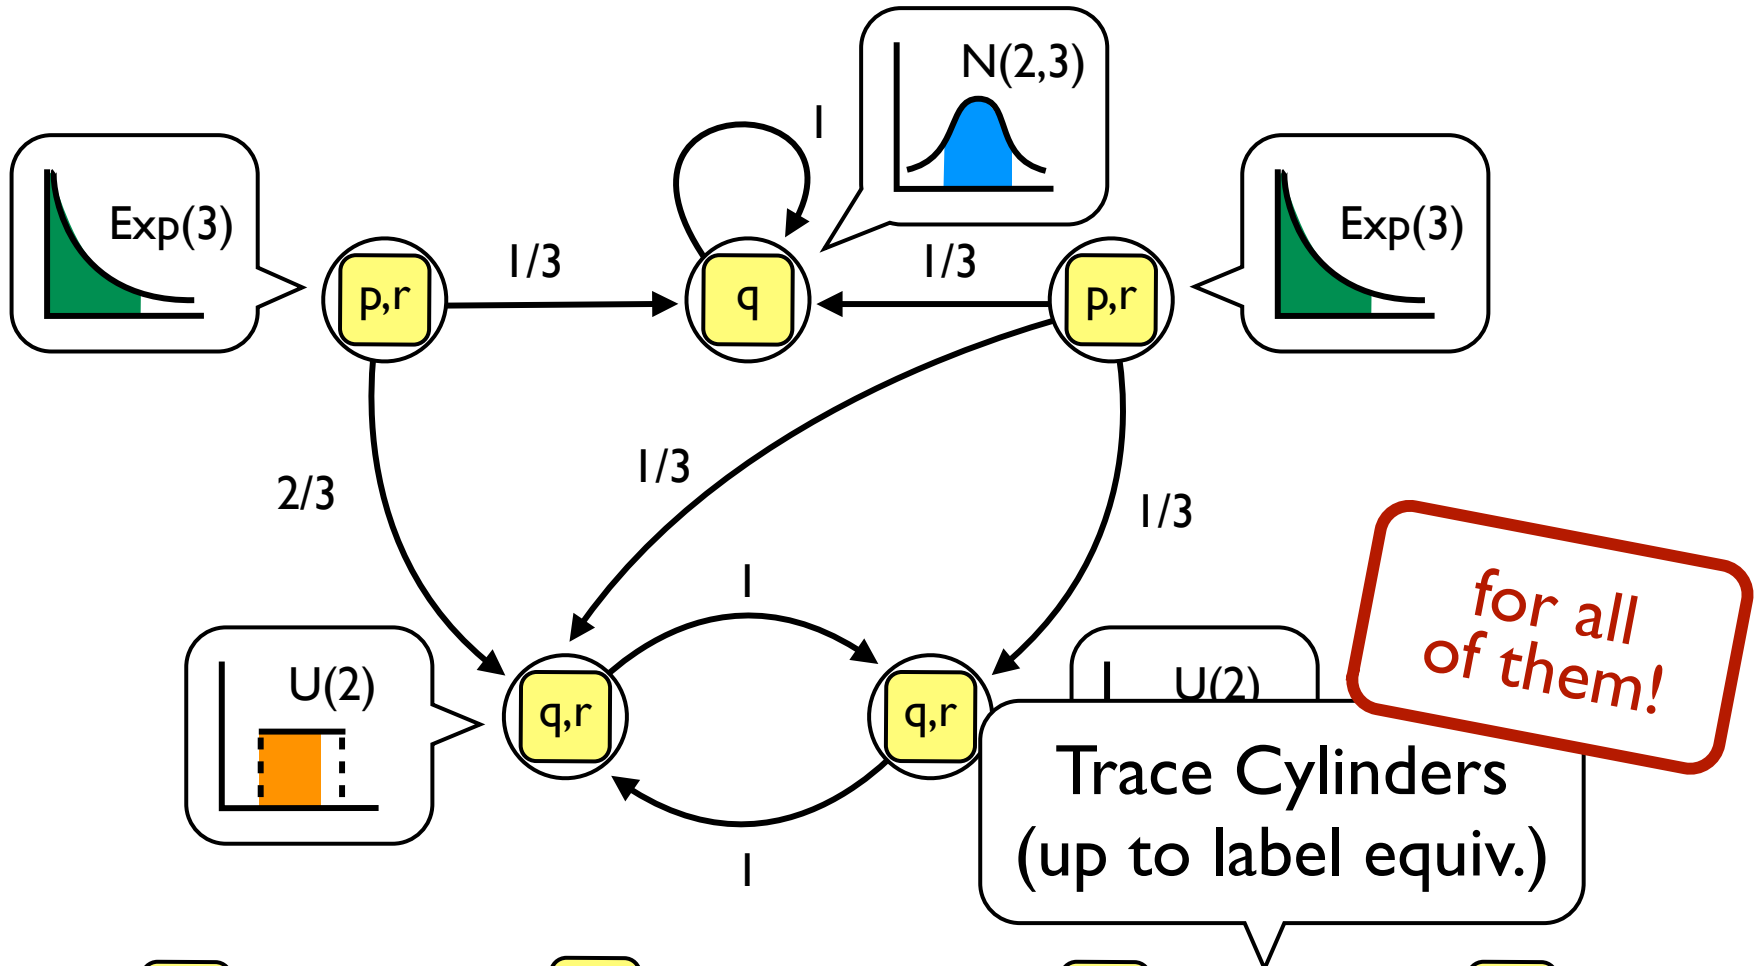 N(2,3)
1
Exp(3)
Exp(3)
1/3
1/3
p,r
q
p,r
1/3
2/3
1/3
1
for all
of them!
U(2)
U(2)
q,r
q,r
Trace Cylinders
(up to label equiv.)
1